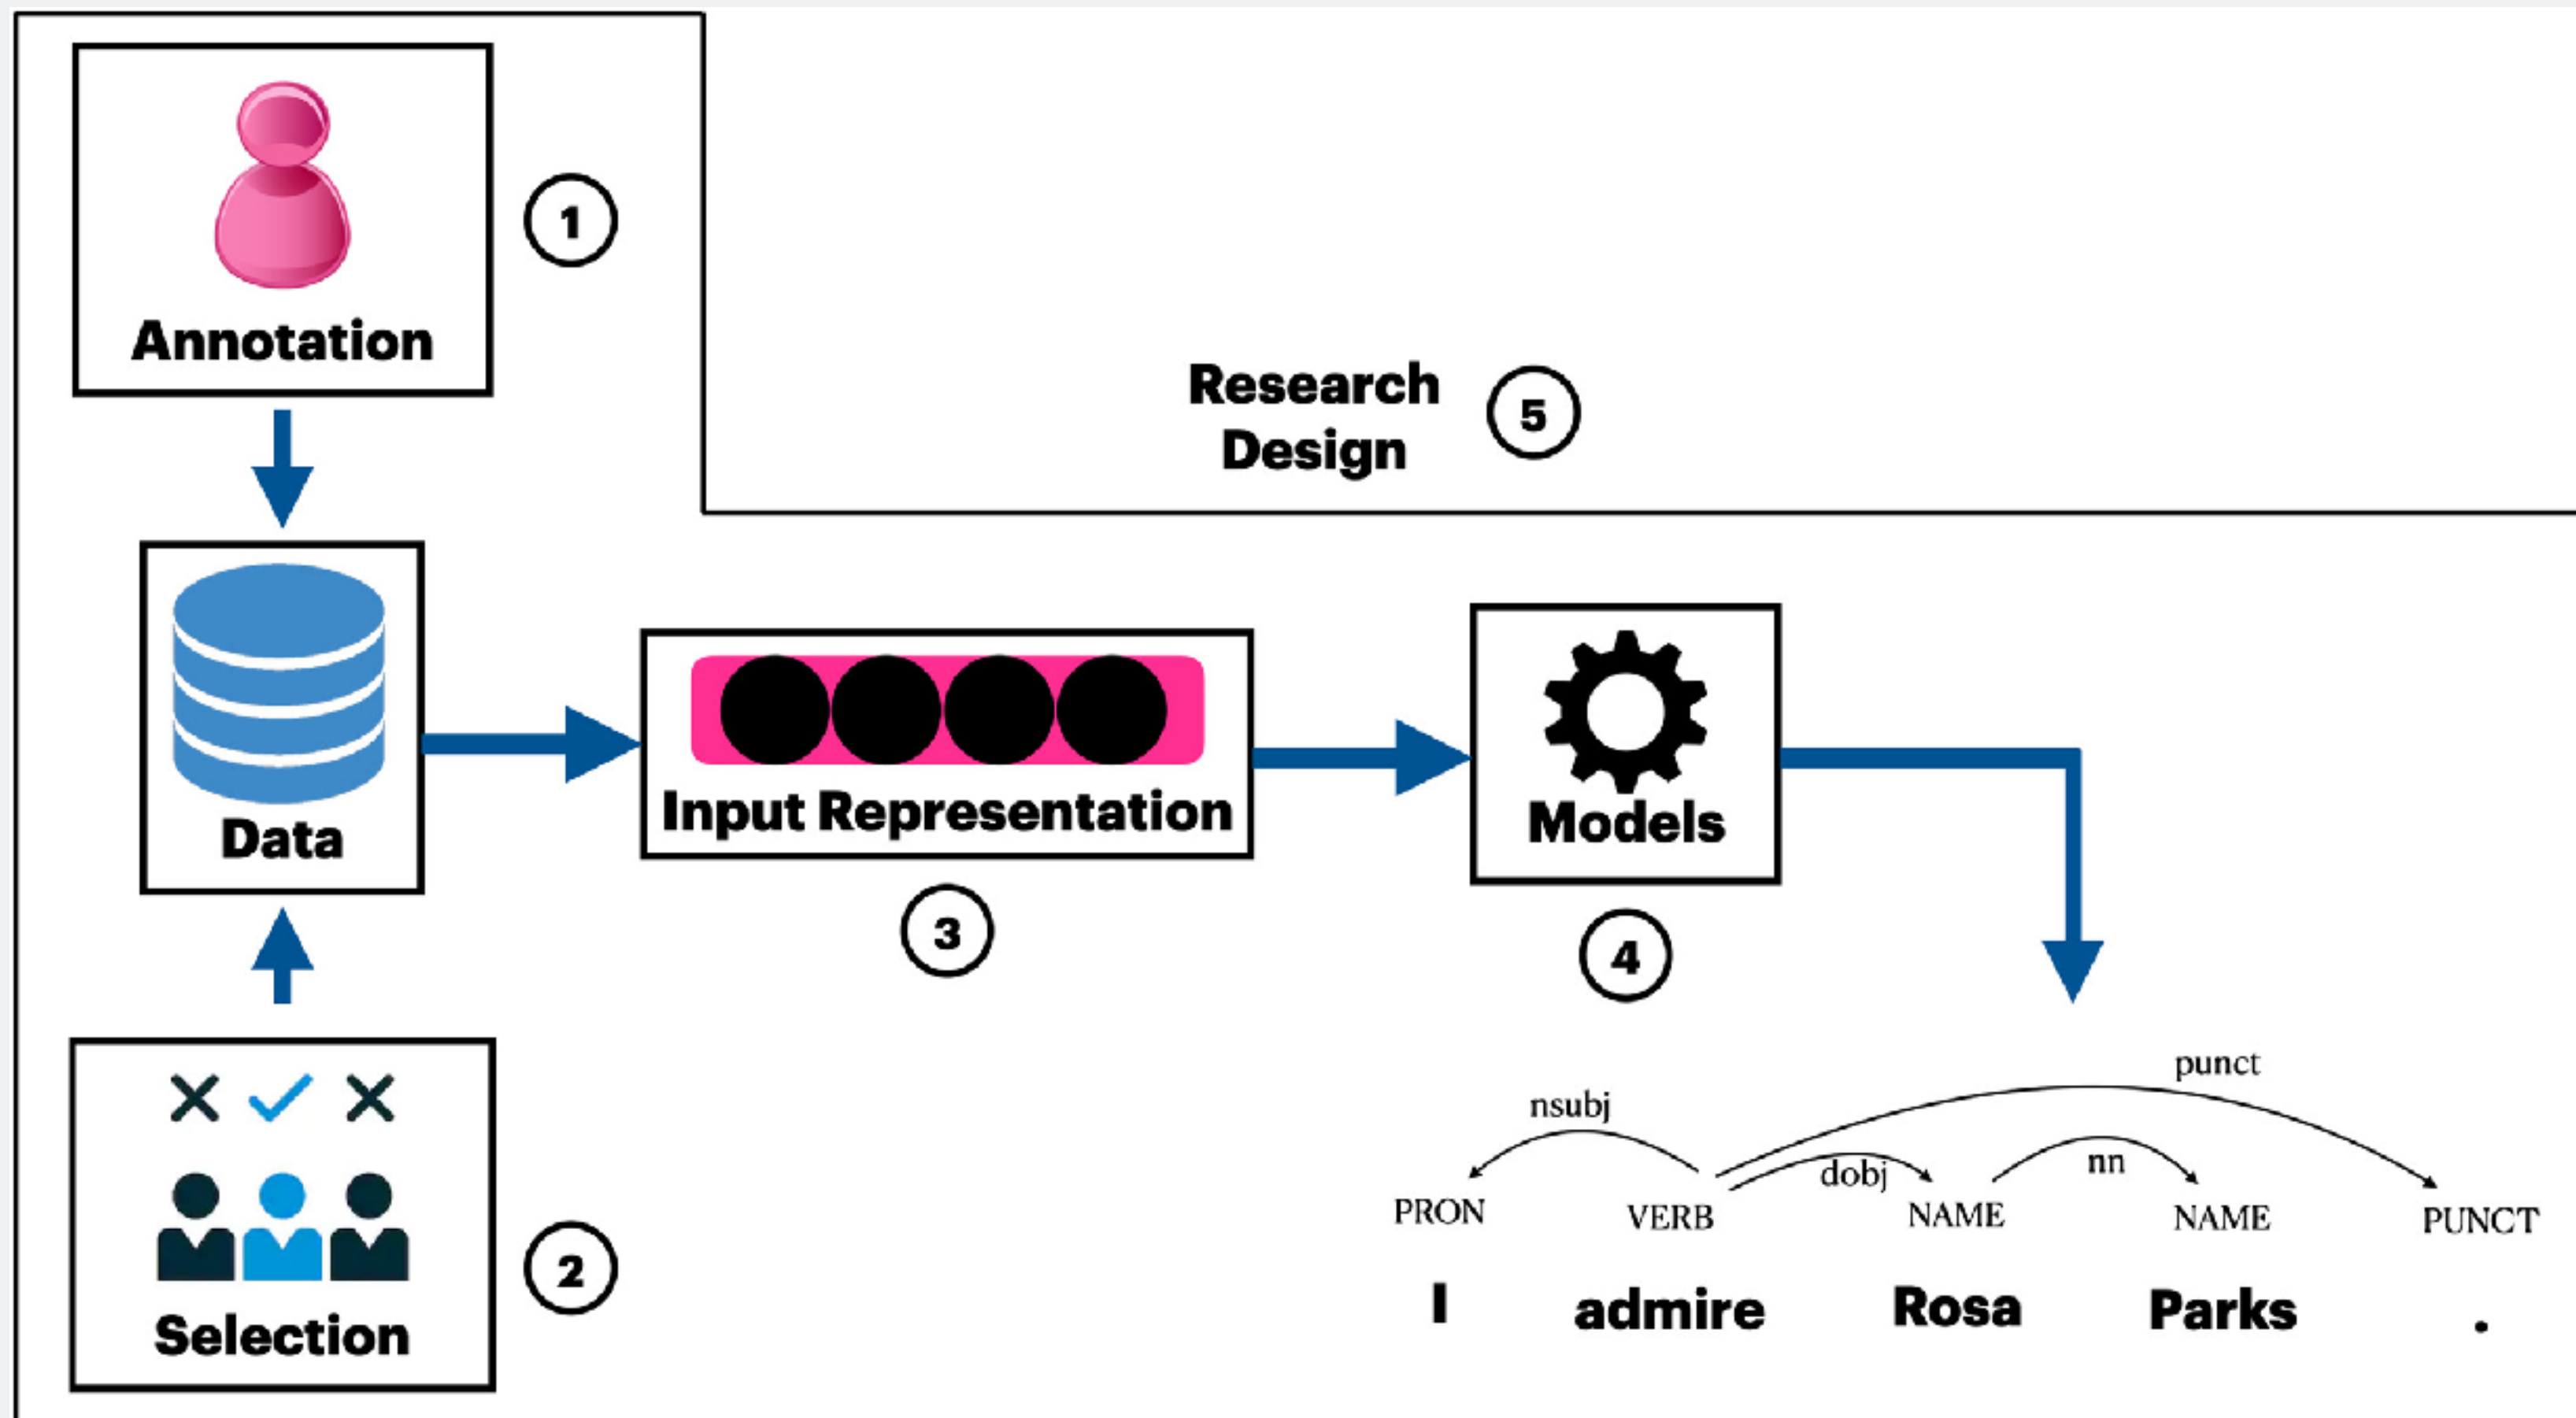 Annotation
1
Research
Design
5
Data
Input Representation
3
Models
4
Selection
2
punct
nsubj
dobj
nn
PRON VERB NAME NAME PUNCT
I admire Rosa Parks .